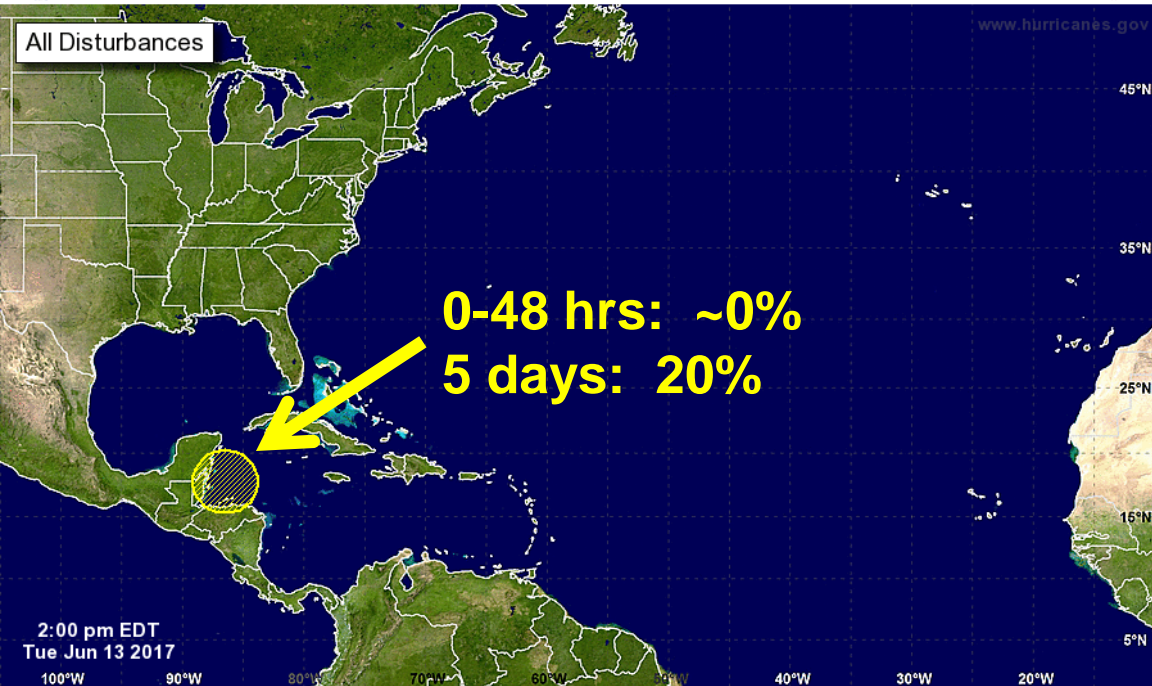 www.hurricanes.gov
All Disturbances
45°N
35°N
0-48 hrs:  ~0%
5 days:  20%
25°N
15°N
2:00 pm EDT
5°N
Tue Jun 13 2017
100°W 90°W 80°W 70°W 60°W 50°W 40°W 30°W 20°W